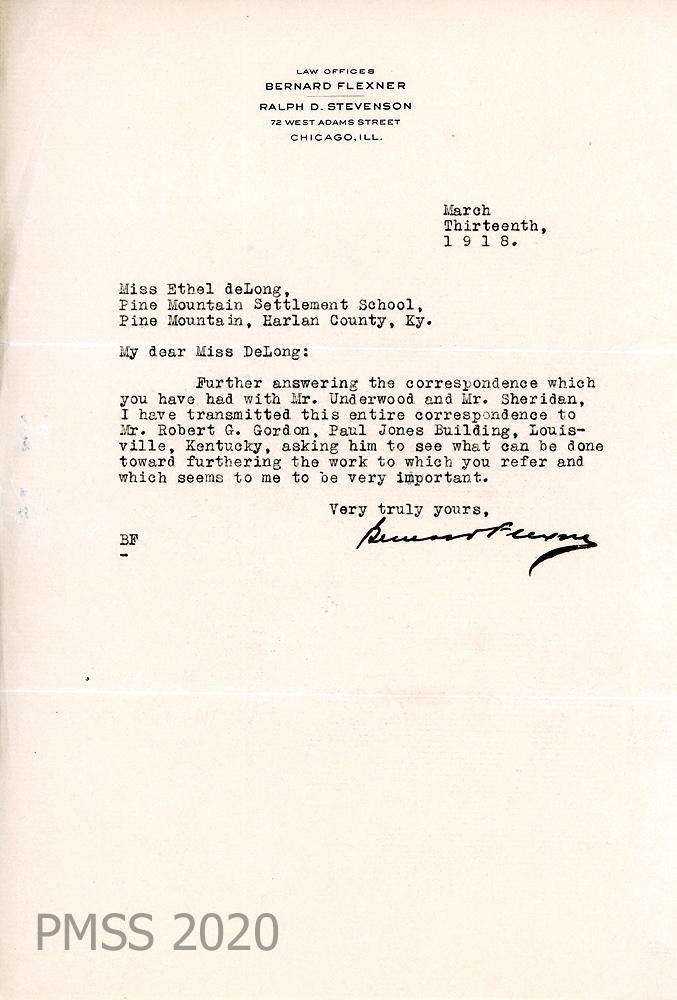 LAW OFFICES
BERNARD FLEXNER
RALPH D. STEVENSON
72 WEST ADAMS STREET
CHICAGO, ILL.
March
Thirteenth,
1 9 1 8.
Miss Ethel deLong,
Pine Mountain Settlement School,
Pine Mountain, Harlan County, Ky.
My dear Miss DeLong:
Further answering the correspondence which
you have had with Mr. Underwood and Mr. Sheridan,
I have transmitted this entire correspondence to
Mr. Robert G. Gordon, Paul Jones Building, Louis-
ville, Kentucky, asking him to see what can be done
toward furthering the work to which you refer and
which seems to me to be very important.
Very truly yours,
Bernard Flexner
BF
PMSS 2020